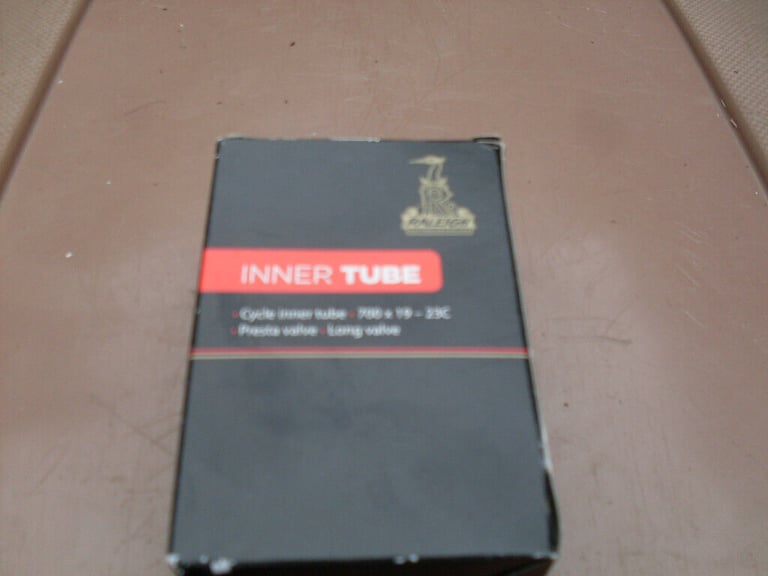 R
RALEIGH
INNER TUBE
• Cycle inner tube • 700 x 19 – 23C
• Presta valve • Long valve